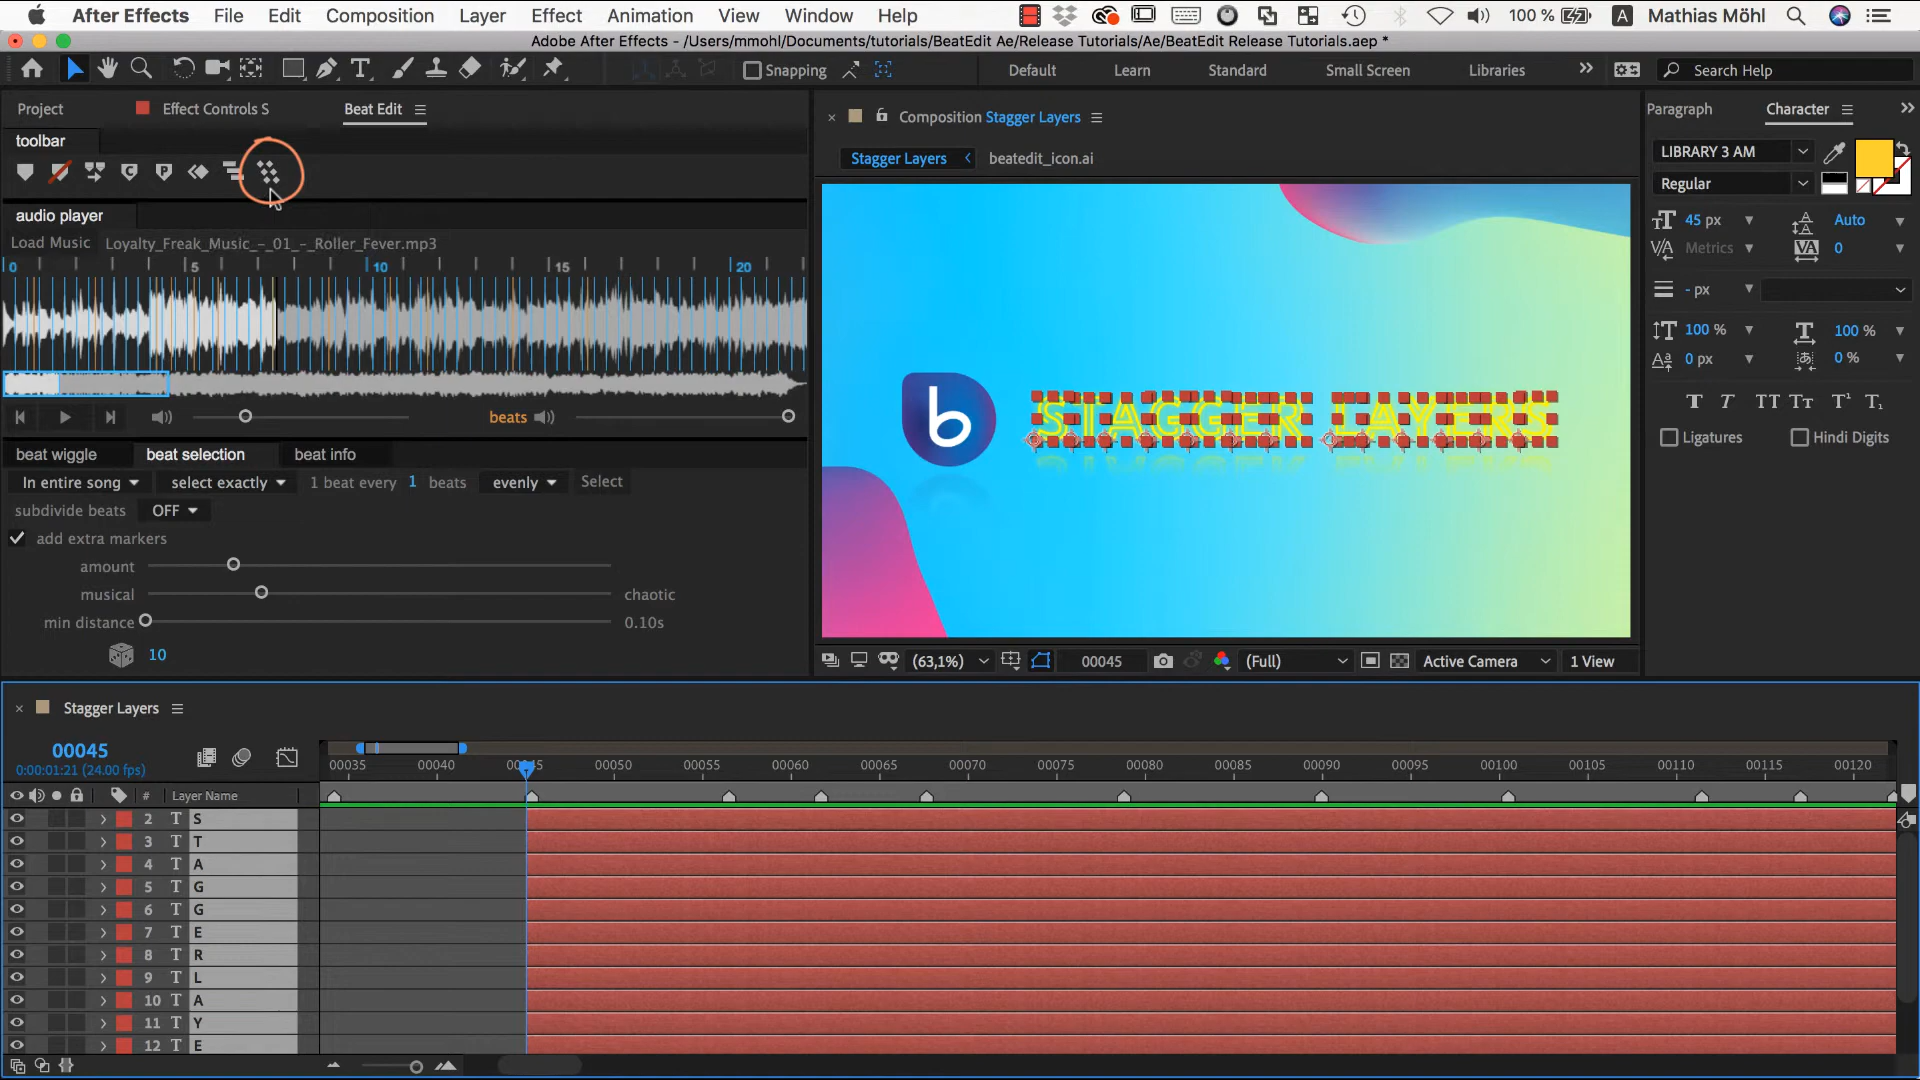 After Effects File Edit Composition Layer Effect Animation View Window Help 100 % A Mathias Möhl
Adobe After Effects - /Users/mmohl/Documents/tutorials/BeatEdit Ae/Release Tutorials/Ae/BeatEdit Release Tutorials.aep *
T Snapping Default Learn Standard Small Screen Libraries Search Help
Project Effect Controls S Beat Edit
toolbar
C P
audio player
Load Music Loyalty_Freak_Music_-_01_-_Roller_Fever.mp3
0 5 10 15 20
beats
beat wiggle beat selection beat info
In entire song select exactly 1 beat every 1 beats evenly Select
subdivide beats OFF
add extra markers
amount
musical chaotic
min distance 0.10s
10
Composition Stagger Layers
Stagger Layers beatedit_icon.ai
b STAGGER LAYERS
(63,1%) 00045 (Full) Active Camera 1 View
Paragraph Character
LIBRARY 3 AM
Regular
45 px Auto
Metrics 0
- px
100 % 100 %
0 px 0 %
T T TT Tт T¹ T₁
Ligatures Hindi Digits
Stagger Layers
00045
0:00:01:21 (24.00 fps)
00035 00040 00045 00050 00055 00060 00065 00070 00075 00080 00085 00090 00095 00100 00105 00110 00115 00120
# Layer Name
2 T S
3 T T
4 T A
5 T G
6 T G
7 T E
8 T R
9 T L
10 T A
11 T Y
12 T E